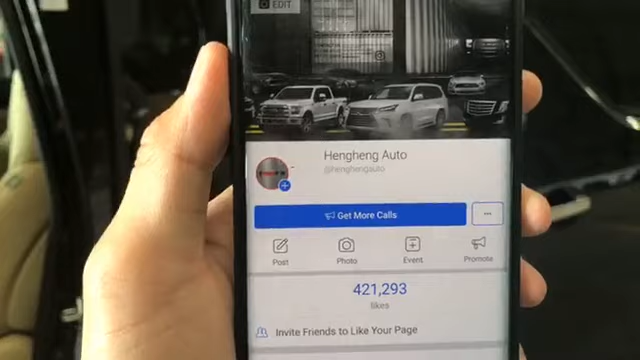 EDIT
Hengheng Auto
@henghengauto
Get More Calls
Post
Photo
Event
Promote
421,293
likes
Invite Friends to Like Your Page